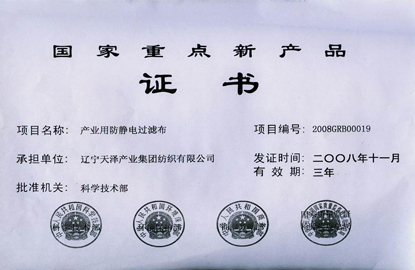 国家重点新产品
证书
项目名称： 产业用防静电过滤布
项目编号： 2008GRB00019
承担单位： 辽宁天泽产业集团纺织有限公司
发证时间： 二〇〇八年十一月
有效期： 三年
批准机关： 科学技术部